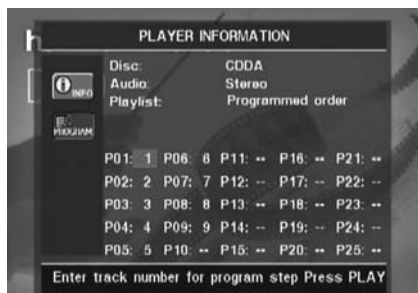 PLAYER INFORMATION
Disc: CDDA
Audio: Stereo
Playlist: Programmed order
INFO
PROGRAM
P01: 1 P06: 6 P11: -- P16: -- P21: --
P02: 2 P07: 7 P12: -- P17: -- P22: --
P03: 3 P08: 8 P13: -- P18: -- P23: --
P04: 4 P09: 9 P14: -- P19: -- P24: --
P05: 5 P10: -- P15: -- P20: -- P25: --
Enter track number for program step Press PLAY